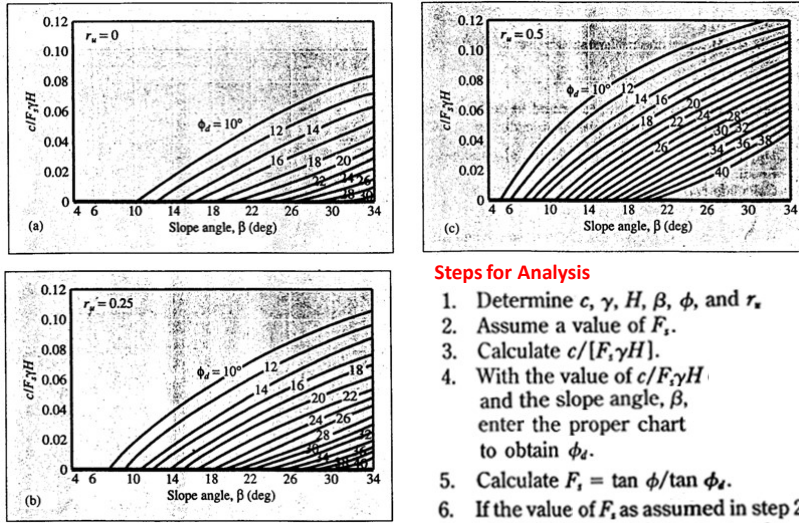 r_u = 0
0.12
0.10
0.08
0.06
0.04
0.02
0
c/F_sγH
ϕ_d = 10°
12
14
16
18
20
22
24
26
30
4 6 10 14 18 22 26 30 34
Slope angle, β (deg)
(a)
r_u = 0.5
0.12
0.10
0.08
0.06
0.04
0.02
0
c/F_sγH
ϕ_d = 10°
12
14
16
18
20
22
24
26
28
30
32
34
36
38
40
4 6 10 14 18 22 26 30 34
Slope angle, β (deg)
(c)
r_u = 0.25
0.12
0.10
0.08
0.06
0.04
0.02
0
c/F_sγH
ϕ_d = 10°
12
14
16
18
20
22
24
26
28
32
4 6 10 14 18 22 26 30 34
Slope angle, β (deg)
(b)
Steps for Analysis
1. Determine c, γ, H, β, ϕ, and r_u
2. Assume a value of F_s.
3. Calculate c/[F_sγH].
4. With the value of c/F_sγH
and the slope angle, β,
enter the proper chart
to obtain ϕ_d.
5. Calculate F_s = tan ϕ/tan ϕ_d.
6. If the value of F_s as assumed in step 2